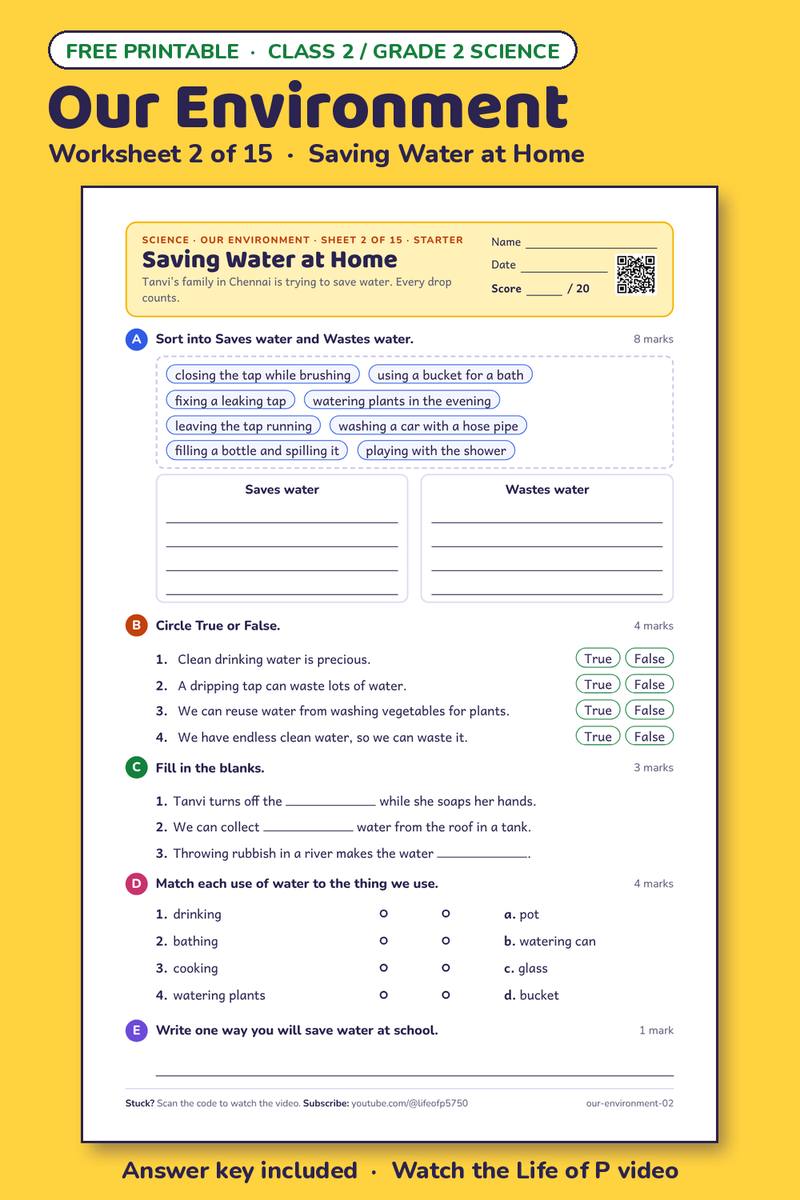 FREE PRINTABLE · CLASS 2 / GRADE 2 SCIENCE
Our Environment
Worksheet 2 of 15 · Saving Water at Home
SCIENCE · OUR ENVIRONMENT · SHEET 2 OF 15 · STARTER
Saving Water at Home
Tanvi's family in Chennai is trying to save water. Every drop
counts.
Name
Date
Score ______ / 20
A Sort into Saves water and Wastes water. 8 marks
closing the tap while brushing using a bucket for a bath
fixing a leaking tap watering plants in the evening
leaving the tap running washing a car with a hose pipe
filling a bottle and spilling it playing with the shower
Saves water Wastes water
B Circle True or False. 4 marks
1. Clean drinking water is precious. True False
2. A dripping tap can waste lots of water. True False
3. We can reuse water from washing vegetables for plants. True False
4. We have endless clean water, so we can waste it. True False
C Fill in the blanks. 3 marks
1. Tanvi turns off the ____________ while she soaps her hands.
2. We can collect ____________ water from the roof in a tank.
3. Throwing rubbish in a river makes the water ____________.
D Match each use of water to the thing we use. 4 marks
1. drinking a. pot
2. bathing b. watering can
3. cooking c. glass
4. watering plants d. bucket
E Write one way you will save water at school. 1 mark
Stuck? Scan the code to watch the video. Subscribe: youtube.com/@lifeofp5750 our-environment-02
Answer key included · Watch the Life of P video